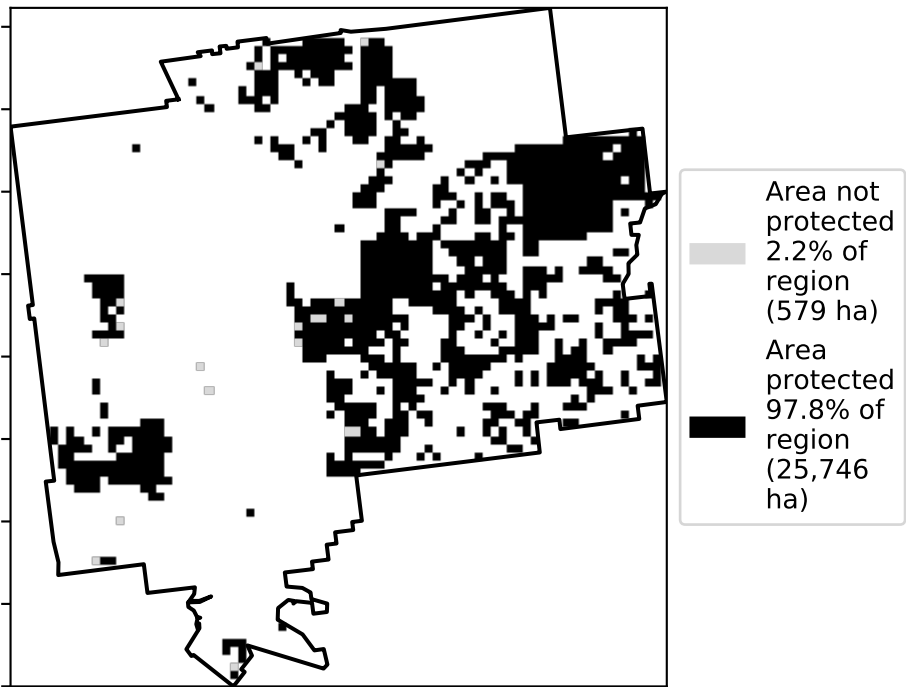 Area not
protected
2.2% of
region
(579 ha)
Area
protected
97.8% of
region
(25,746
ha)